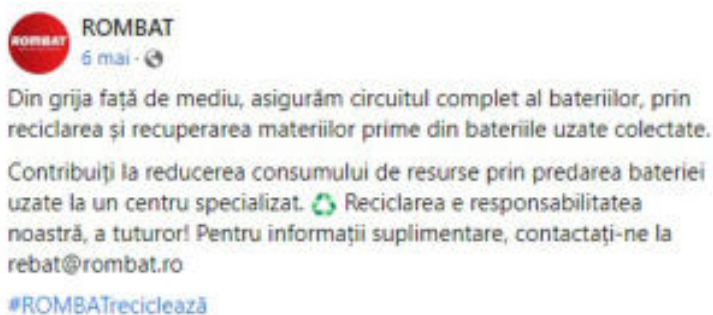 ROMBAT
ROMBAT
6 mai ·
Din grija față de mediu, asigurăm circuitul complet al bateriilor, prin
reciclarea și recuperarea materiilor prime din bateriile uzate colectate.
Contribuiți la reducerea consumului de resurse prin predarea bateriei
uzate la un centru specializat. ♻ Reciclarea e responsabilitatea
noastră, a tuturor! Pentru informații suplimentare, contactați-ne la
rebat@rombat.ro
#ROMBATreciclează